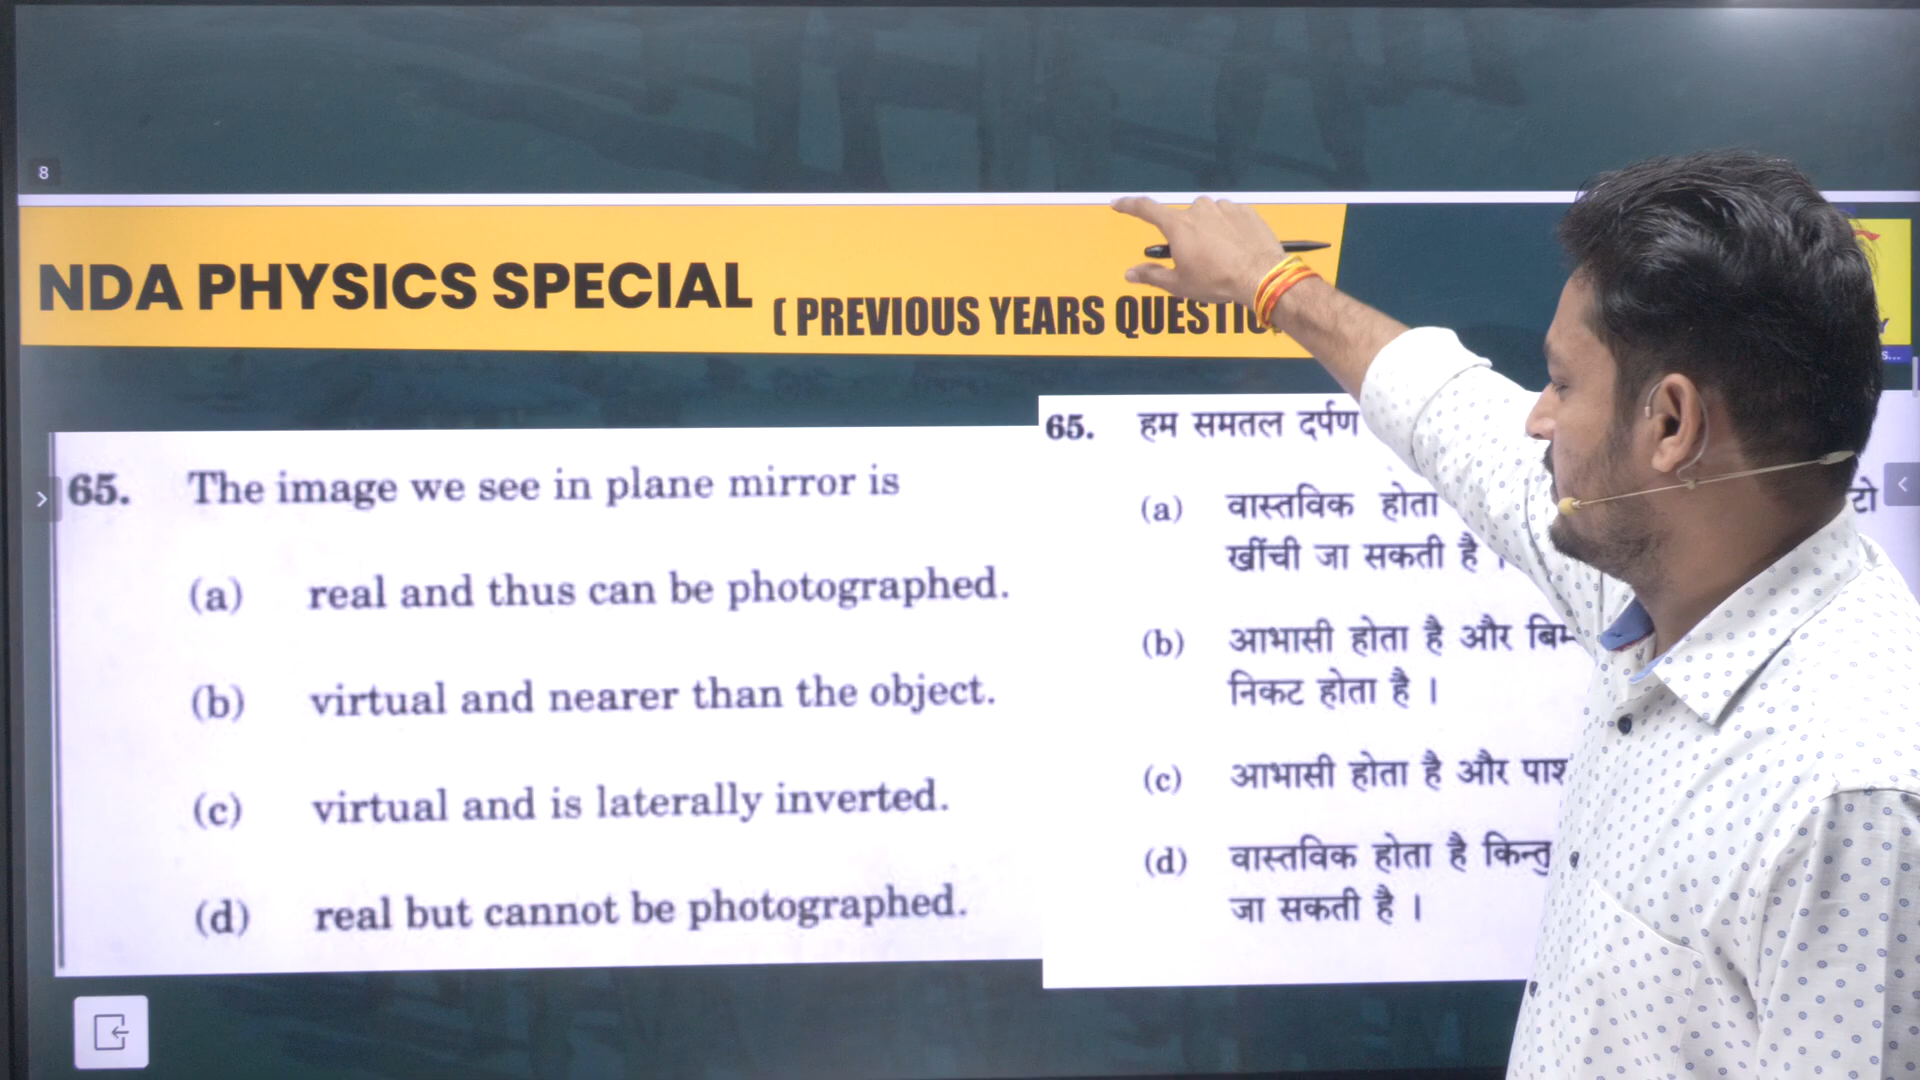 8
NDA PHYSICS SPECIAL
( PREVIOUS YEARS
65. The image we see in plane mirror is
(a) real and thus can be photographed.
(b) virtual and nearer than the object.
(c) virtual and is laterally inverted.
(d) real but cannot be photographed.
65. हम समतल दर्पण
(a) वास्तविक होता
खींची जा सकती है ।
(b) आभासी होता है और
निकट होता है ।
(c) आभासी होता है और
(d) वास्तविक होता है किन्तु
जा सकती है ।